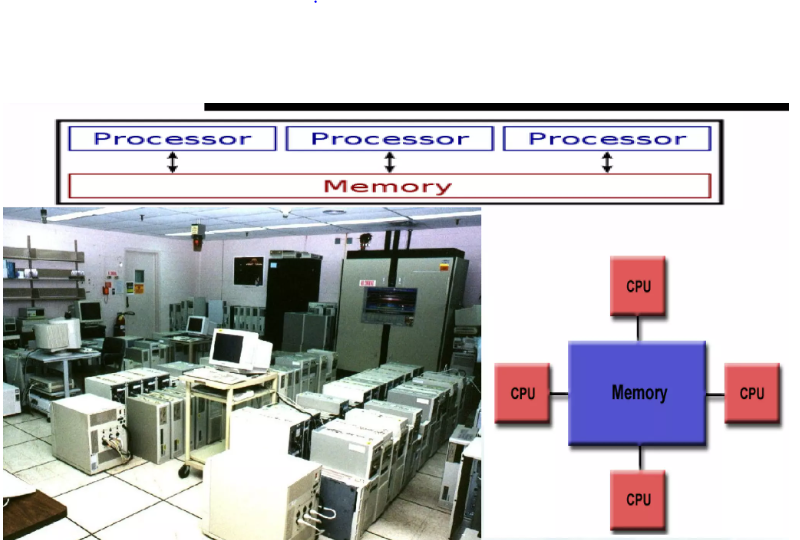 Processor Processor Processor
Memory
CPU
CPU Memory CPU
CPU